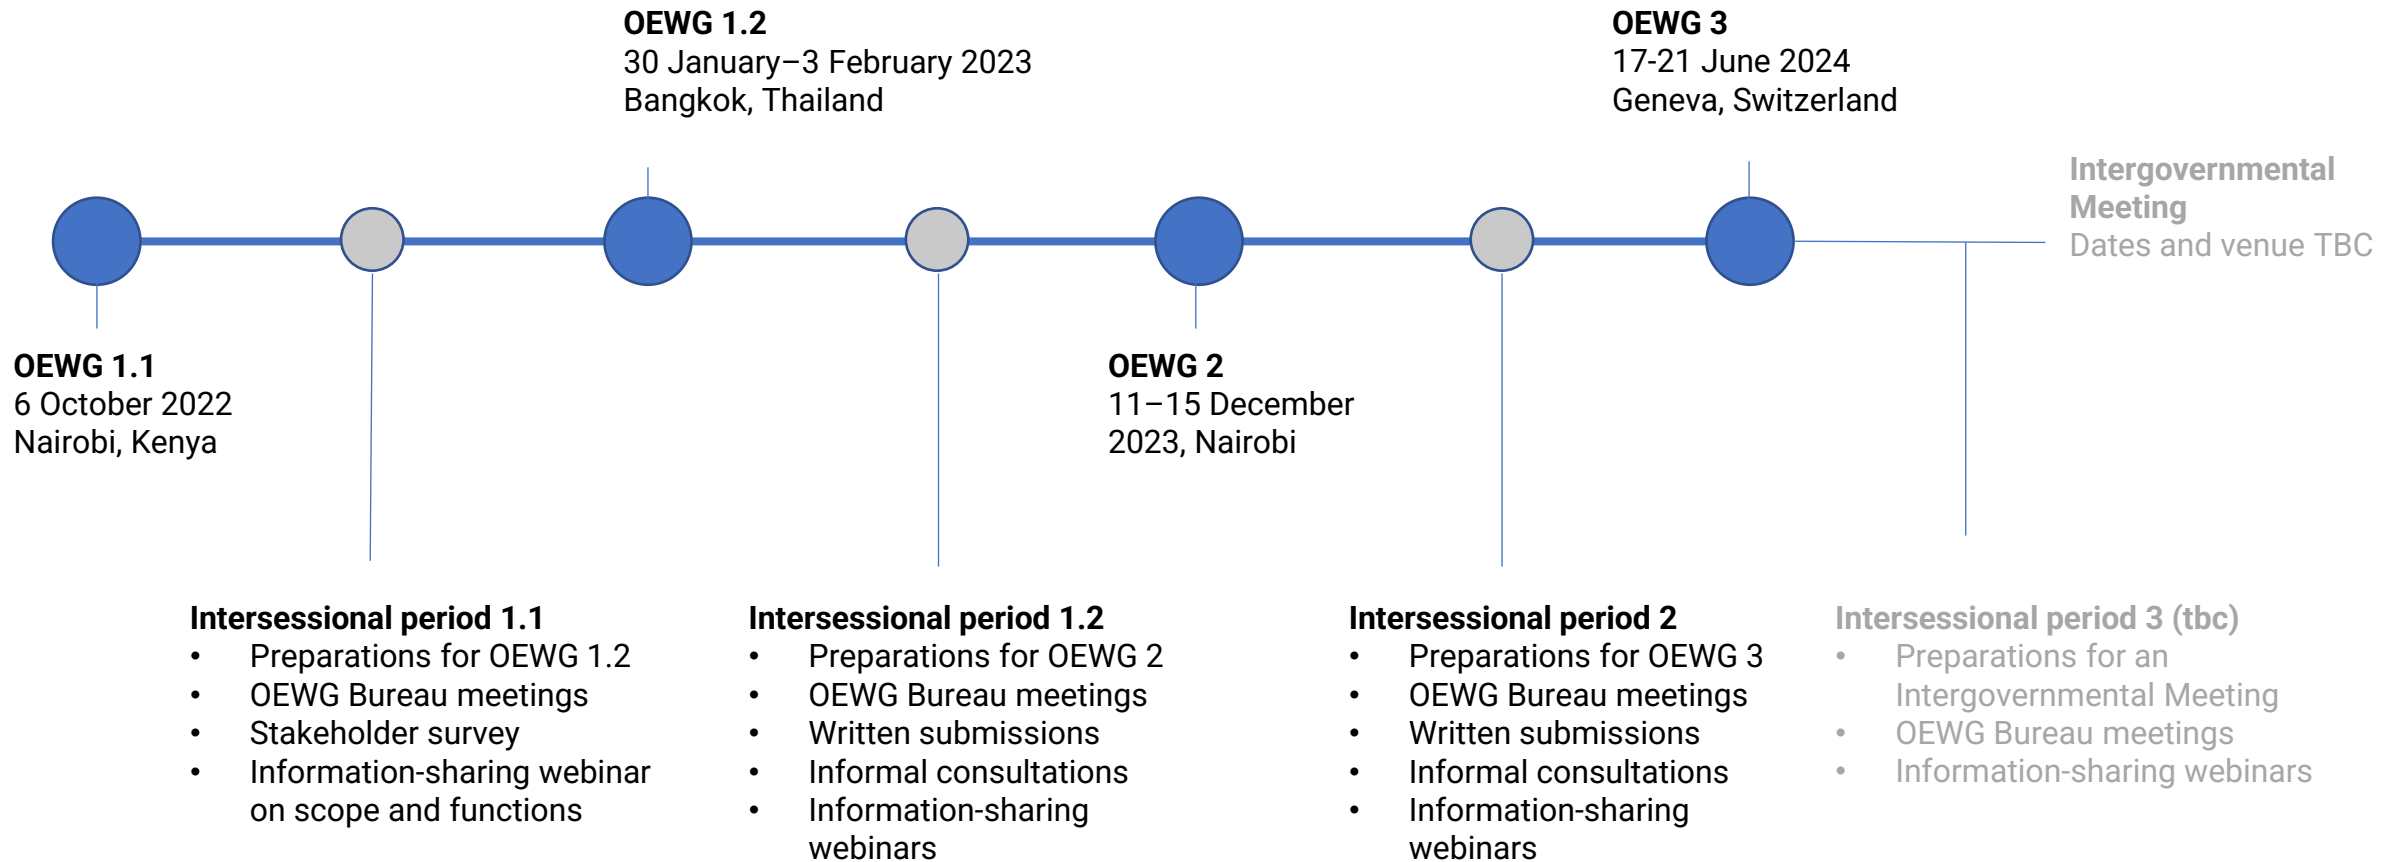 OEWG 1.2
30 January–3 February 2023
Bangkok, Thailand
OEWG 3
17-21 June 2024
Geneva, Switzerland
Intergovernmental
Meeting
Dates and venue TBC
OEWG 1.1
6 October 2022
Nairobi, Kenya
OEWG 2
11–15 December
2023, Nairobi
Intersessional period 1.1
• Preparations for OEWG 1.2
• OEWG Bureau meetings
• Stakeholder survey
• Information-sharing webinar
on scope and functions
Intersessional period 1.2
• Preparations for OEWG 2
• OEWG Bureau meetings
• Written submissions
• Informal consultations
• Information-sharing
webinars
Intersessional period 2
• Preparations for OEWG 3
• OEWG Bureau meetings
• Written submissions
• Informal consultations
• Information-sharing
webinars
Intersessional period 3 (tbc)
• Preparations for an
Intergovernmental Meeting
• OEWG Bureau meetings
• Information-sharing webinars